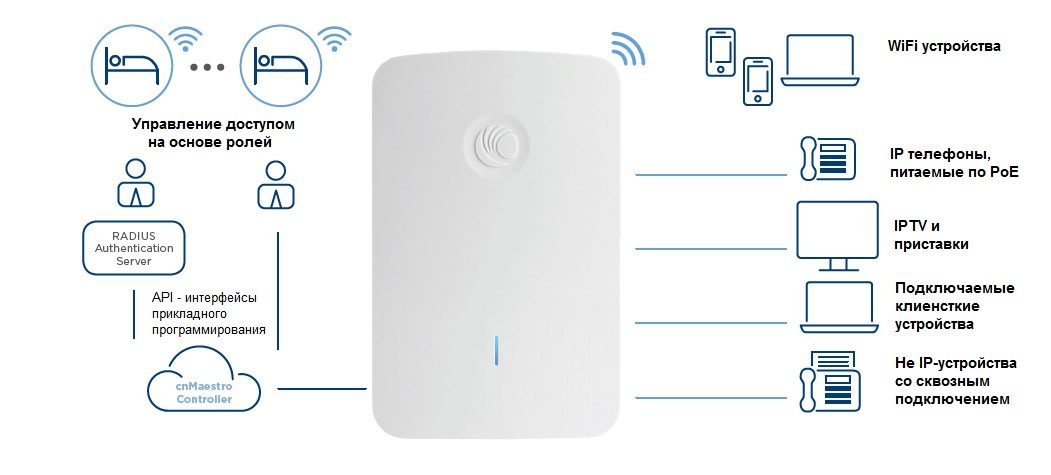 Управление доступом
на основе ролей
RADIUS
Authentication
Server
API - интерфейсы
прикладного
программирования
cnMaestro
Controller
WiFi устройства
IP телефоны,
питаемые по PoE
IPTV и
приставки
Подключаемые
клиенсткие
устройства
Не IP-устройства
со сквозным
подключением